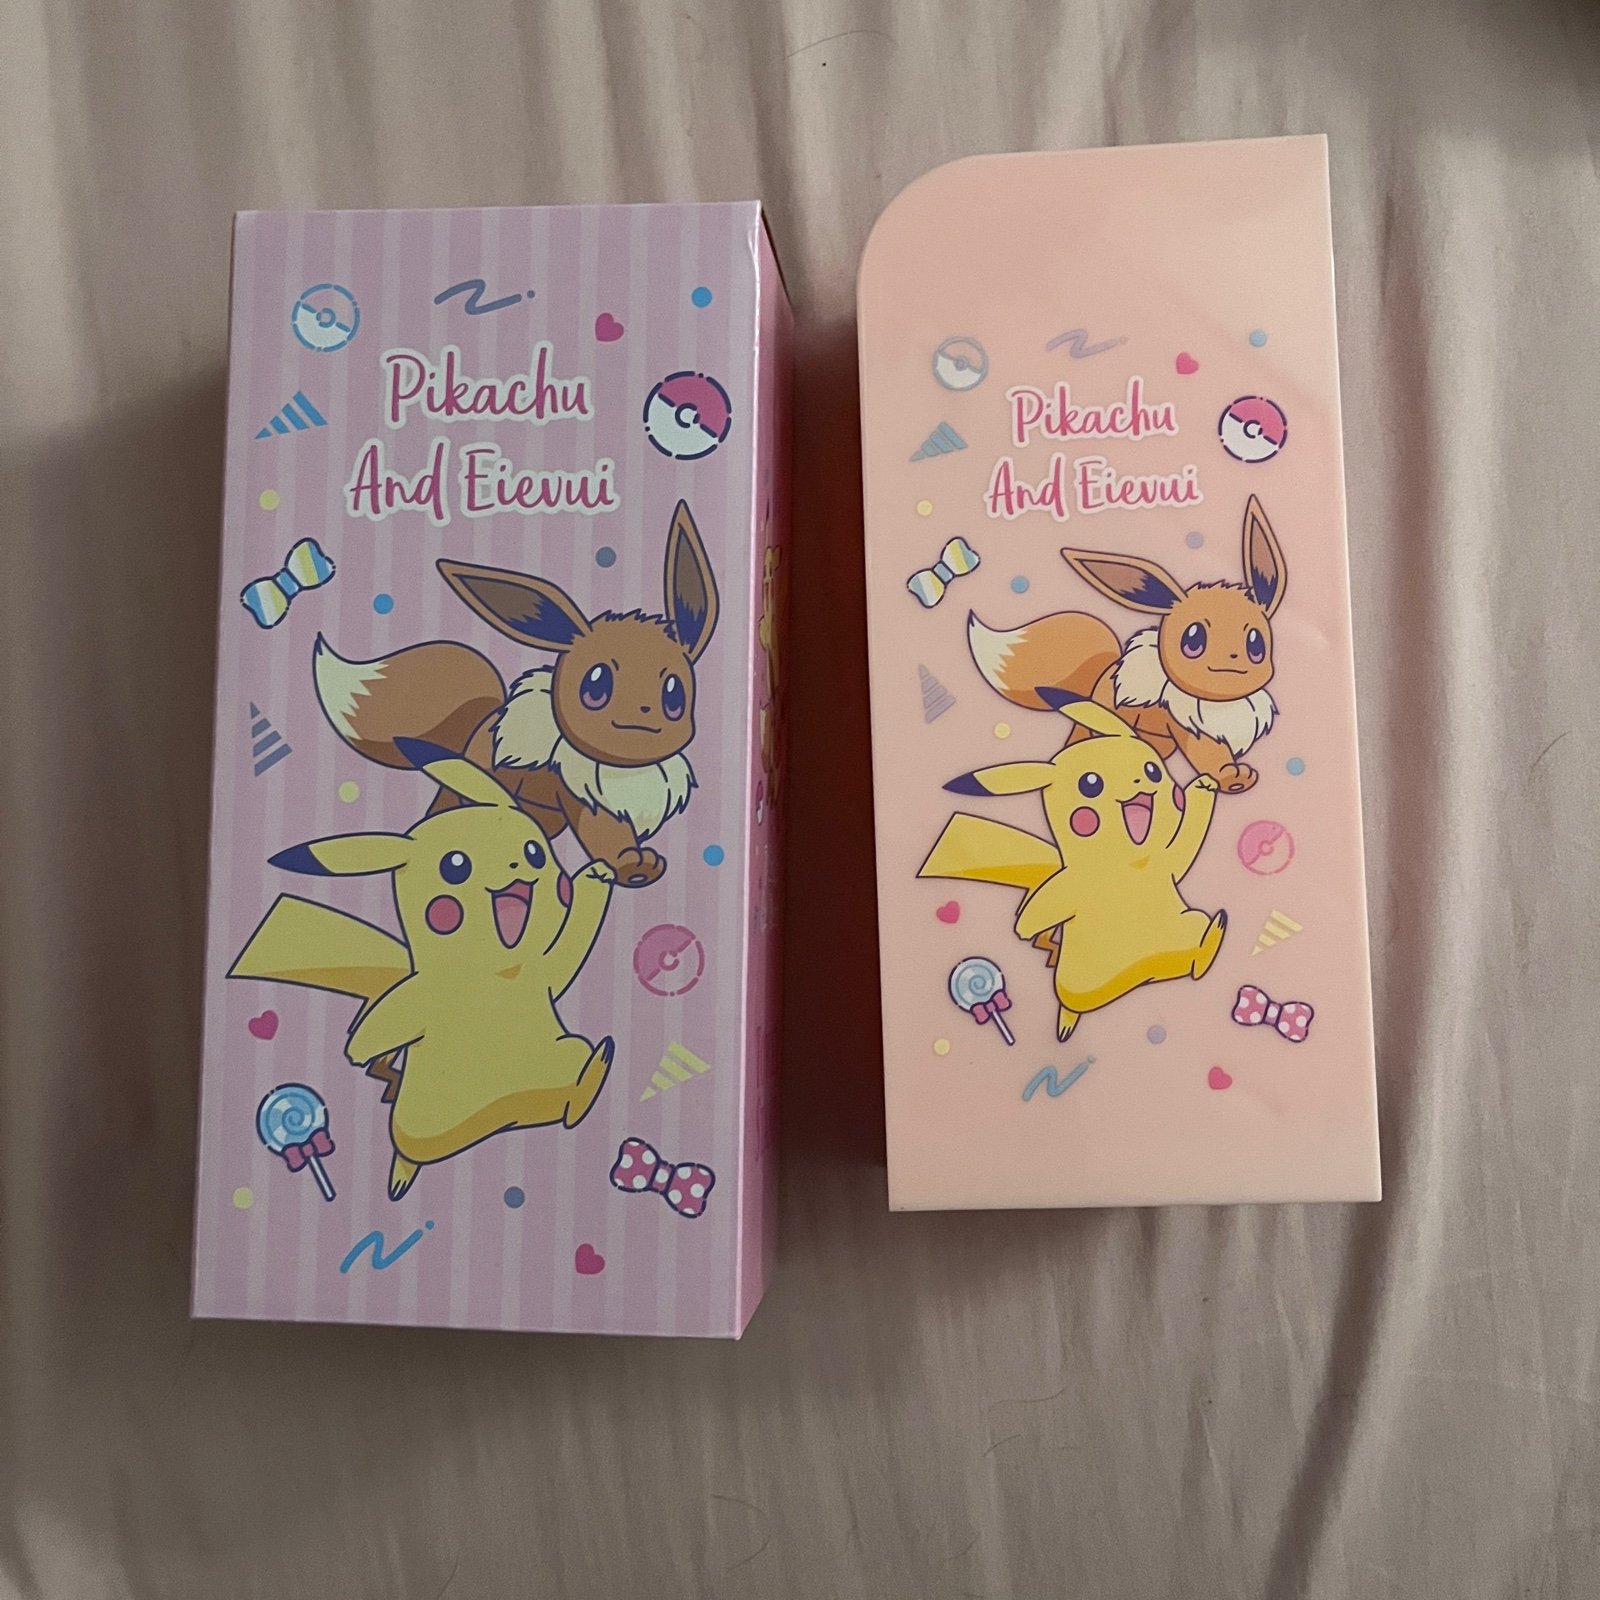 Pikachu
And Eievui
Pikachu
And Eievui